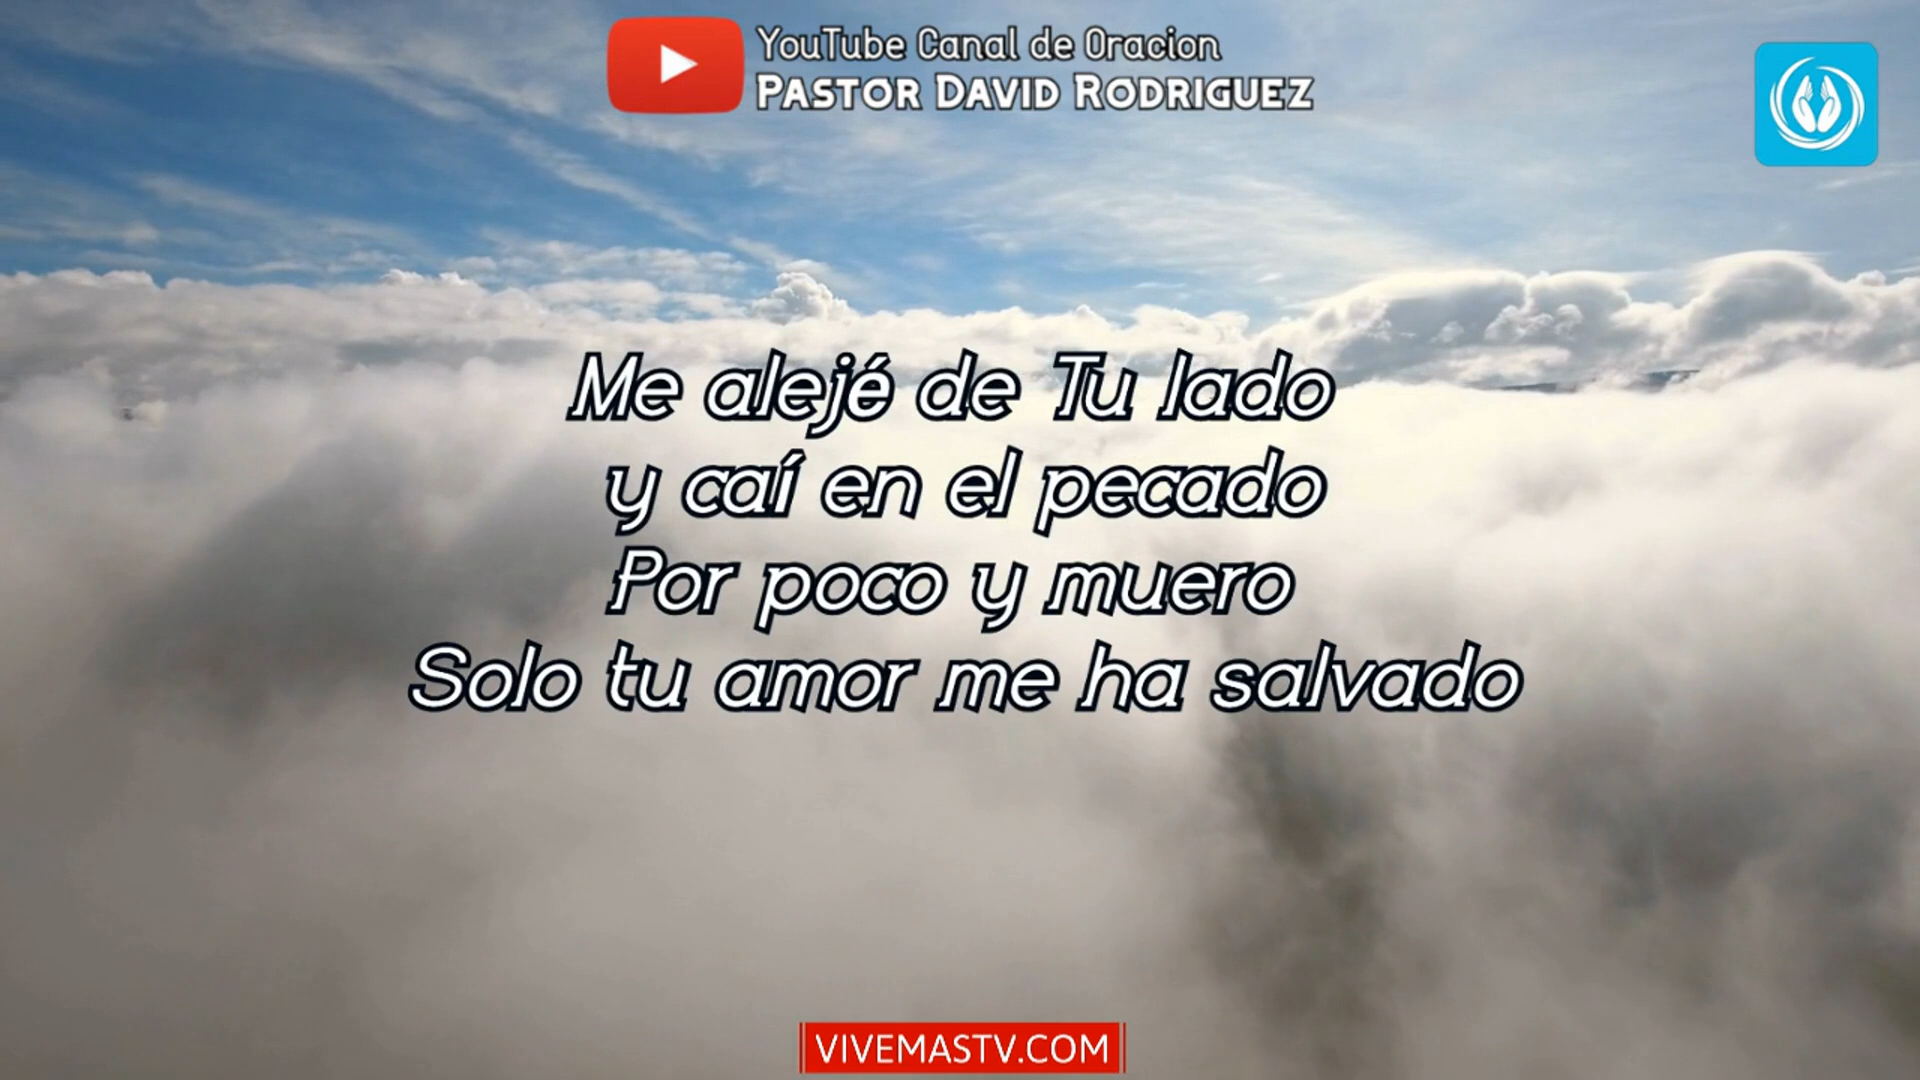 YouTube Canal de Oracion
PASTOR DAVID RODRIGUEZ
Me alejé de Tu lado
y caí en el pecado
Por poco y muero
Solo tu amor me ha salvado
VIVEMASTV.COM